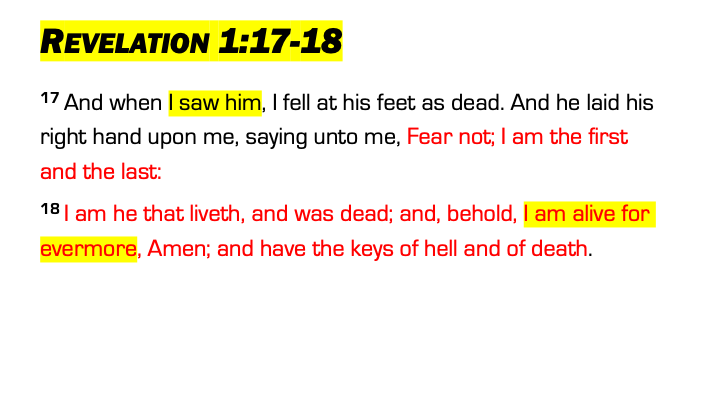 REVELATION 1:17-18
17 And when I saw him, I fell at his feet as dead. And he laid his
right hand upon me, saying unto me, Fear not; I am the first
and the last:
18 I am he that liveth, and was dead; and, behold, I am alive for
evermore, Amen; and have the keys of hell and of death.